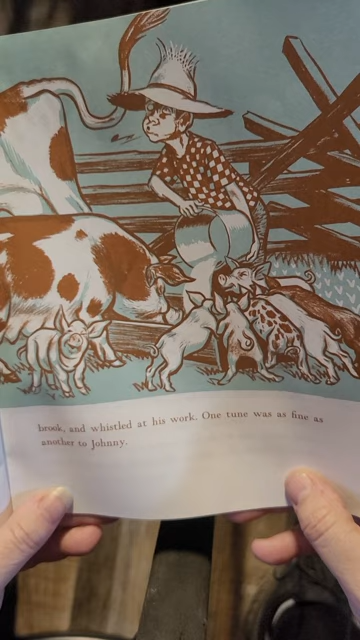 brook, and whistled at his work. One tune was as fine as
another to Johnny.